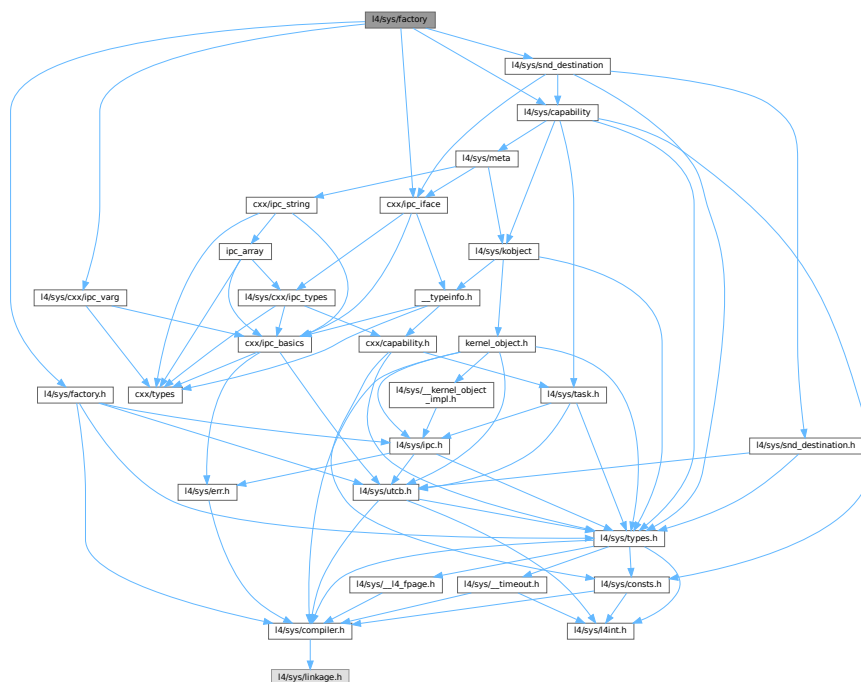 l4/sys/factory
l4/sys/snd_destination
l4/sys/capability
l4/sys/meta
cxx/ipc_string
cxx/ipc_iface
ipc_array
l4/sys/kobject
l4/sys/cxx/ipc_varg
l4/sys/cxx/ipc_types
__typeinfo.h
cxx/ipc_basics
cxx/capability.h
kernel_object.h
l4/sys/factory.h
cxx/types
l4/sys/__kernel_object
_impl.h
l4/sys/task.h
l4/sys/ipc.h
l4/sys/snd_destination.h
l4/sys/err.h
l4/sys/utcb.h
l4/sys/types.h
l4/sys/__l4_fpage.h
l4/sys/__timeout.h
l4/sys/consts.h
l4/sys/compiler.h
l4/sys/l4int.h
l4/sys/linkage.h